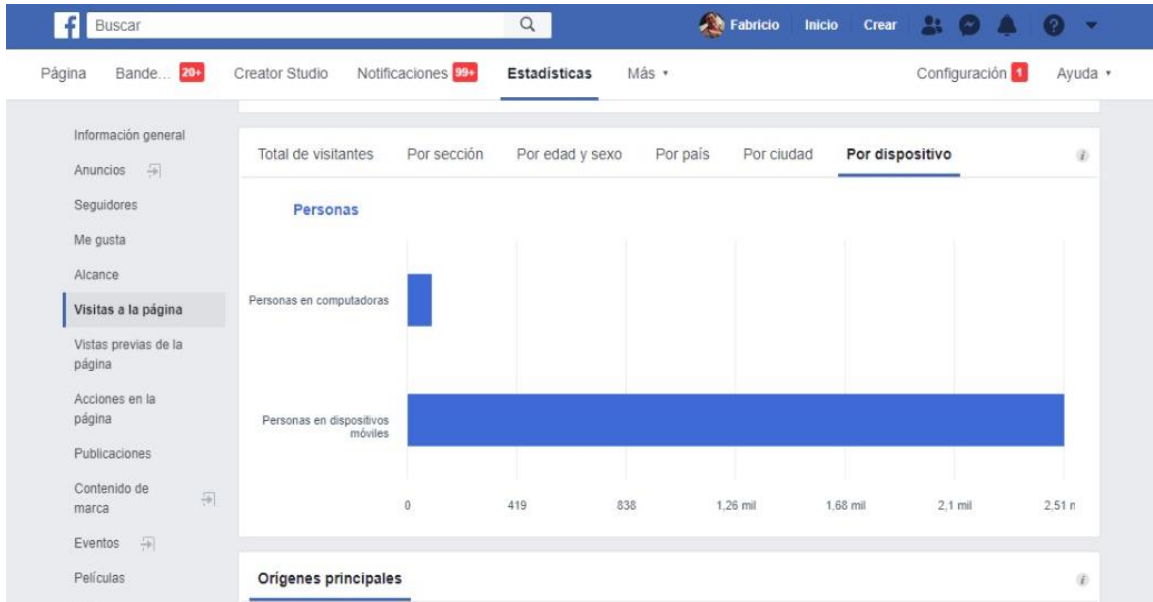 f Buscar Fabricio Inicio Crear
Página Bande... 20+ Creator Studio Notificaciones 99+ Estadísticas Más Configuración 1 Ayuda
Información general
Anuncios
Seguidores
Me gusta
Alcance
Visitas a la página
Vistas previas de la
página
Acciones en la
página
Publicaciones
Contenido de
marca
Eventos
Películas
Total de visitantes Por sección Por edad y sexo Por país Por ciudad Por dispositivo
Personas
Personas en computadoras
Personas en dispositivos
móviles
0 419 838 1,26 mil 1,68 mil 2,1 mil 2,51 m
Orígenes principales